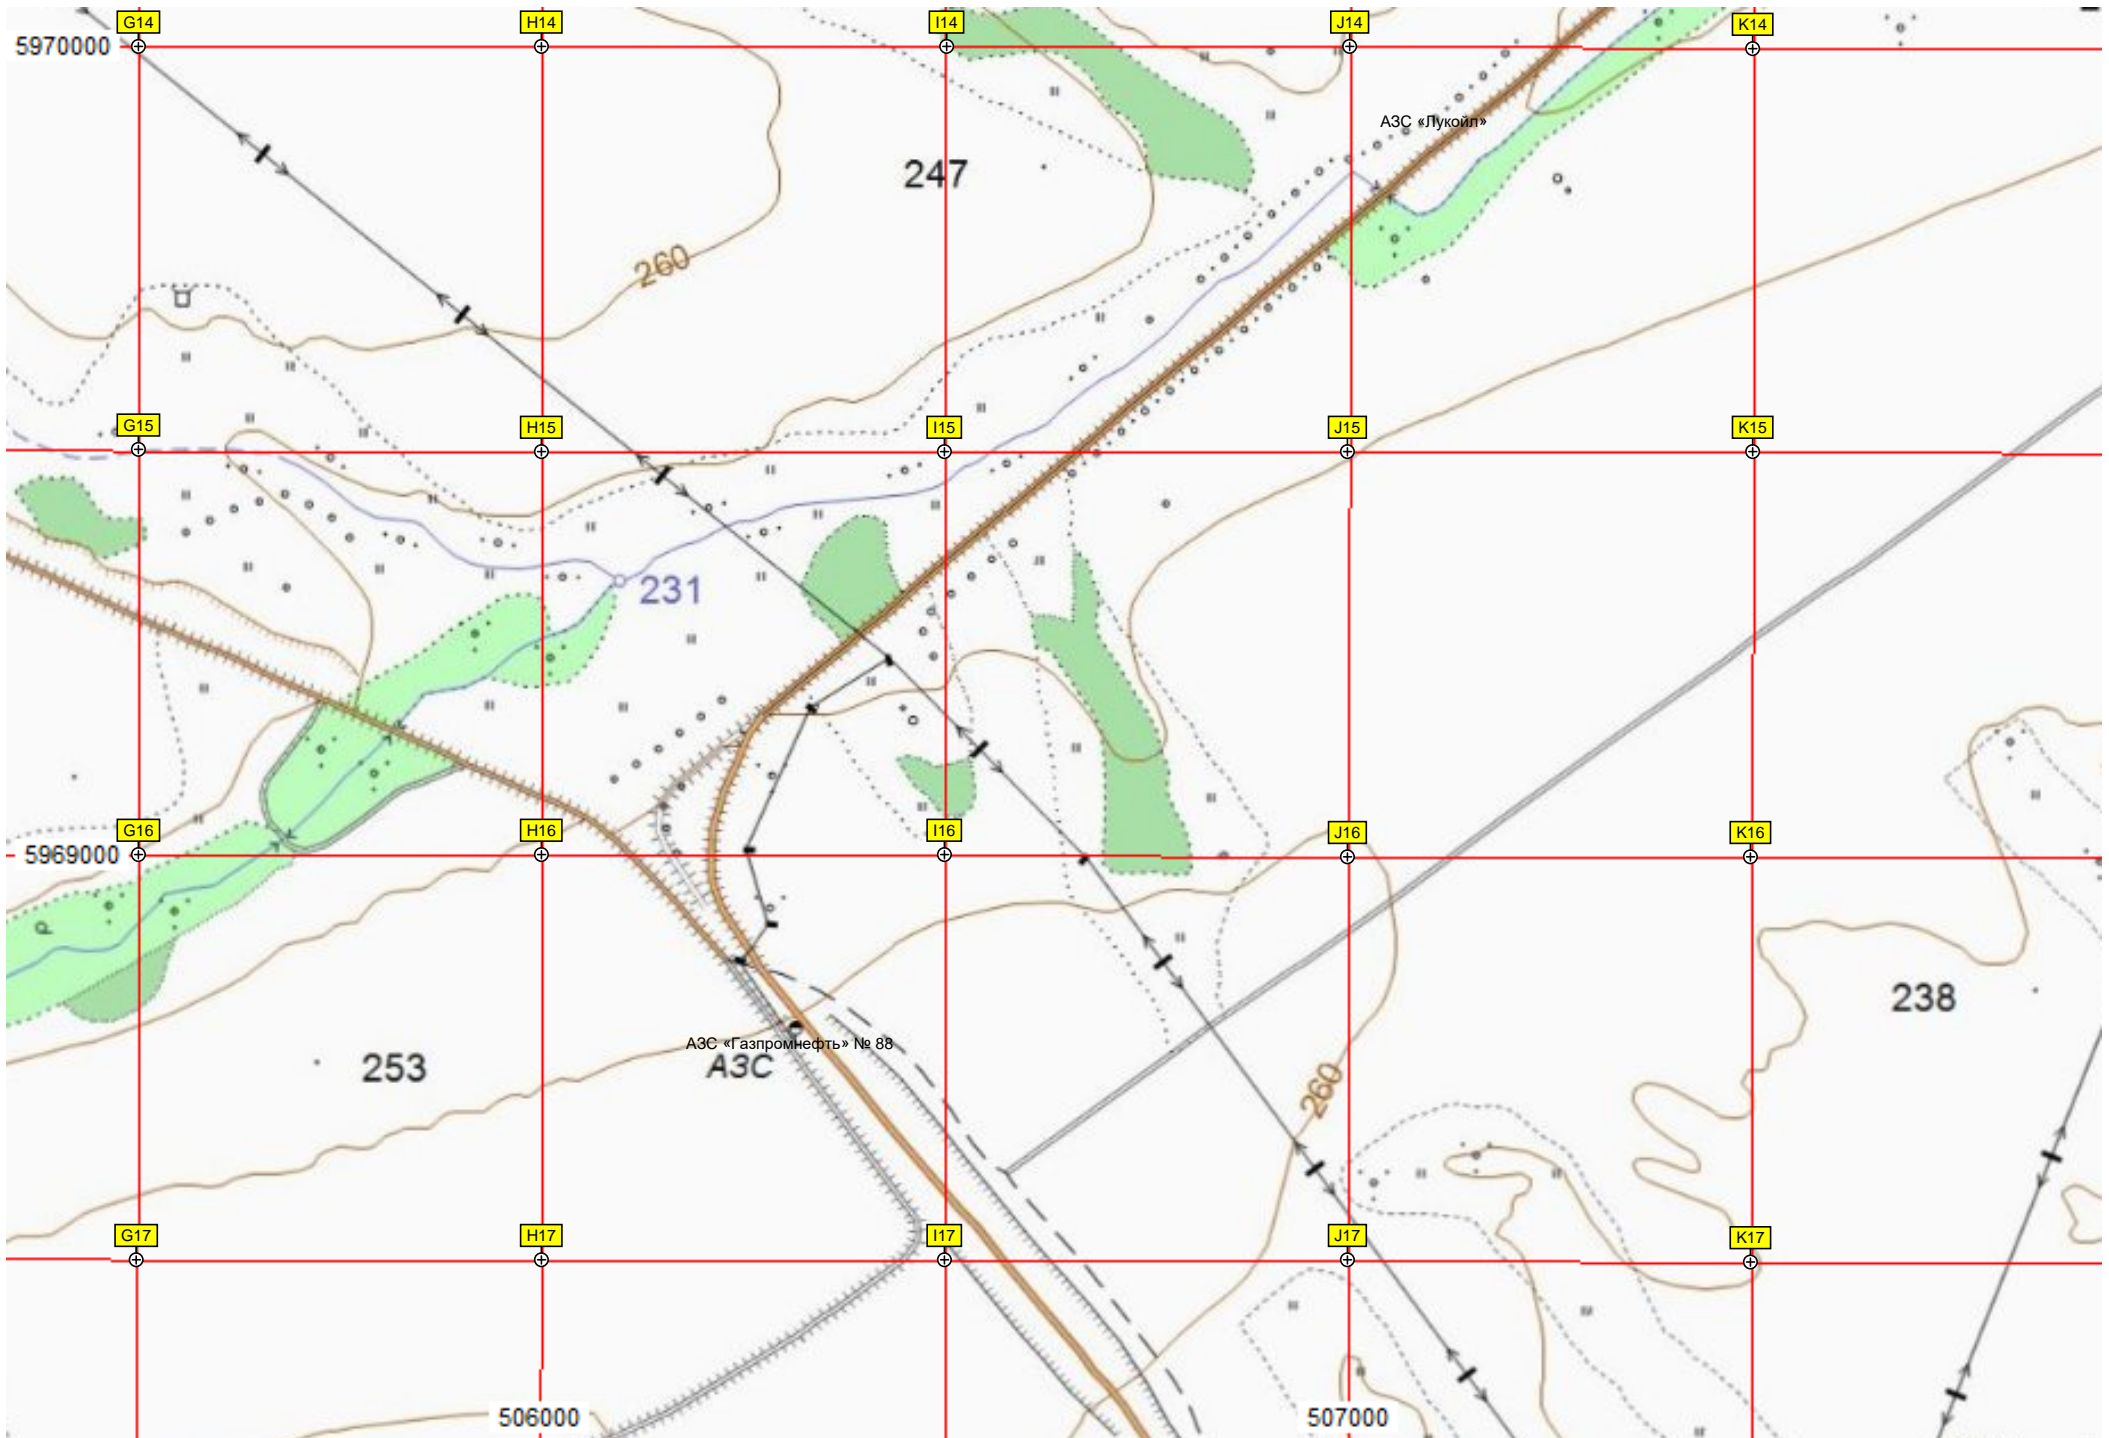 G14 H14 I14 J14 K14
5970000
АЗС «Лукойл»
247
260
G15 H15 I15 J15 K15
231
G16 H16 I16 J16 K16
5969000
238
АЗС «Газпромнефть» № 88
253
АЗС
260
G17 H17 I17 J17 K17
506000 507000